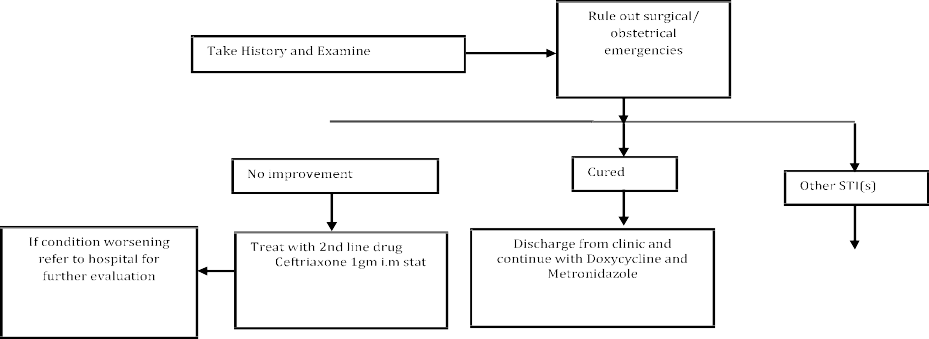 Take History and Examine
Rule out surgical/
obstetrical
emergencies
No improvement
Cured
Other STI(s)
If condition worsening
refer to hospital for
further evaluation
Treat with 2nd line drug
Ceftriaxone 1gm i.m stat
Discharge from clinic and
continue with Doxycycline and
Metronidazole